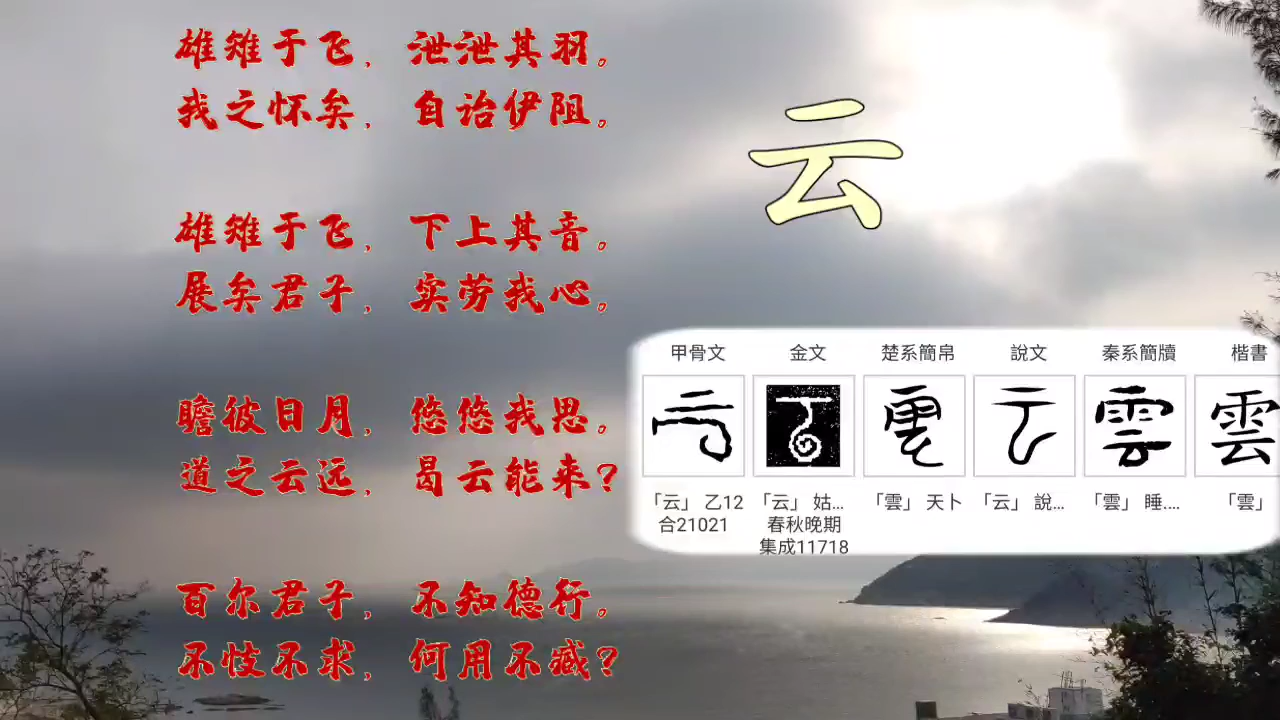 雄雉于飞，泄泄其羽。
我之怀矣，自诒伊阻。
雄雉于飞，下上其音。
展矣君子，实劳我心。
瞻彼日月，悠悠我思。
道之云远，曷云能来？
百尔君子，不知德行。
不忮不求，何用不臧？
云
甲骨文 金文 楚系簡帛 說文 秦系簡牘 楷書
「云」 乙12 「云」 姑... 「雲」 天卜 「云」 說... 「雲」 睡.... 「雲」
合21021 春秋晚期
集成11718